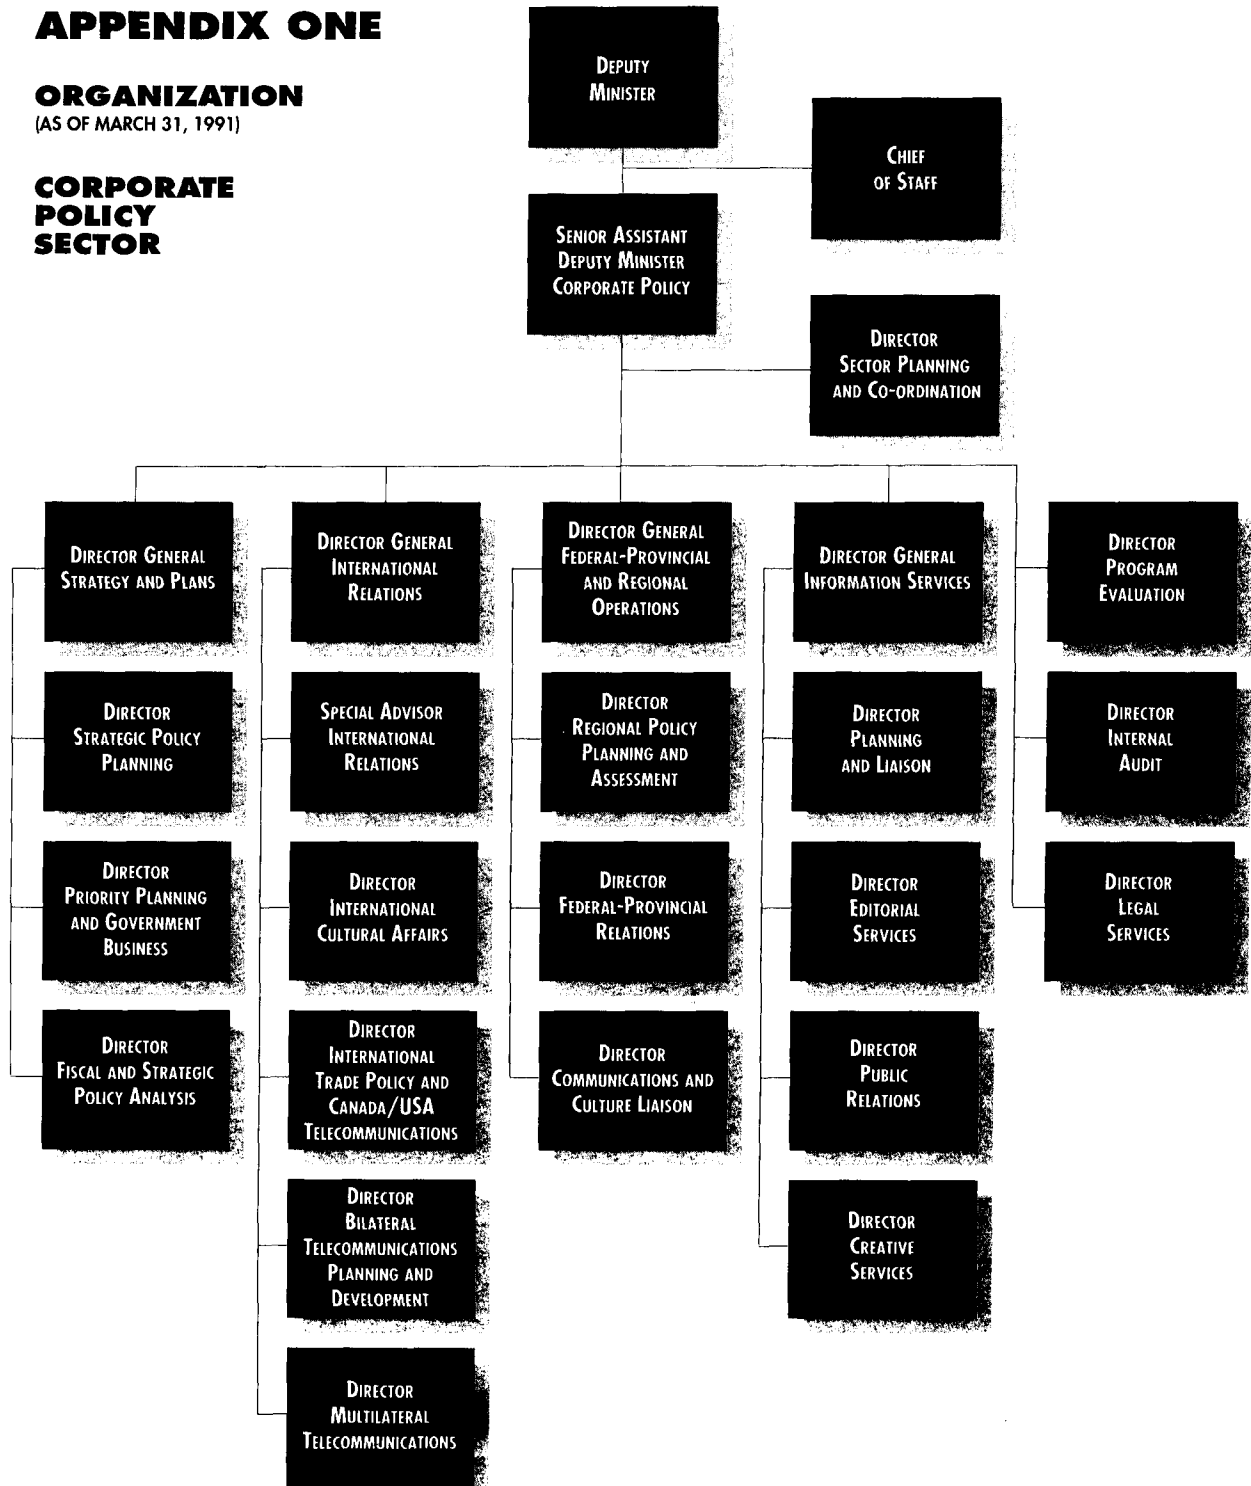 APPENDIX ONE
ORGANIZATION
(AS OF MARCH 31, 1991)
CORPORATE
POLICY
SECTOR
DEPUTY
MINISTER
CHIEF
OF STAFF
SENIOR ASSISTANT
DEPUTY MINISTER
CORPORATE POLICY
DIRECTOR
SECTOR PLANNING
AND CO-ORDINATION
DIRECTOR GENERAL
STRATEGY AND PLANS
DIRECTOR
STRATEGIC POLICY
PLANNING
DIRECTOR
PRIORITY PLANNING
AND GOVERNMENT
BUSINESS
DIRECTOR
FISCAL AND STRATEGIC
POLICY ANALYSIS
DIRECTOR GENERAL
INTERNATIONAL
RELATIONS
SPECIAL ADVISOR
INTERNATIONAL
RELATIONS
DIRECTOR
INTERNATIONAL
CULTURAL AFFAIRS
DIRECTOR
INTERNATIONAL
TRADE POLICY AND
CANADA/USA
TELECOMMUNICATIONS
DIRECTOR
BILATERAL
TELECOMMUNICATIONS
PLANNING AND
DEVELOPMENT
DIRECTOR
MULTILATERAL
TELECOMMUNICATIONS
DIRECTOR GENERAL
FEDERAL-PROVINCIAL
AND REGIONAL
OPERATIONS
DIRECTOR
REGIONAL POLICY
PLANNING AND
ASSESSMENT
DIRECTOR
FEDERAL-PROVINCIAL
RELATIONS
DIRECTOR
COMMUNICATIONS AND
CULTURE LIAISON
DIRECTOR GENERAL
INFORMATION SERVICES
DIRECTOR
PLANNING
AND LIAISON
DIRECTOR
EDITORIAL
SERVICES
DIRECTOR
PUBLIC
RELATIONS
DIRECTOR
CREATIVE
SERVICES
DIRECTOR
PROGRAM
EVALUATION
DIRECTOR
INTERNAL
AUDIT
DIRECTOR
LEGAL
SERVICES